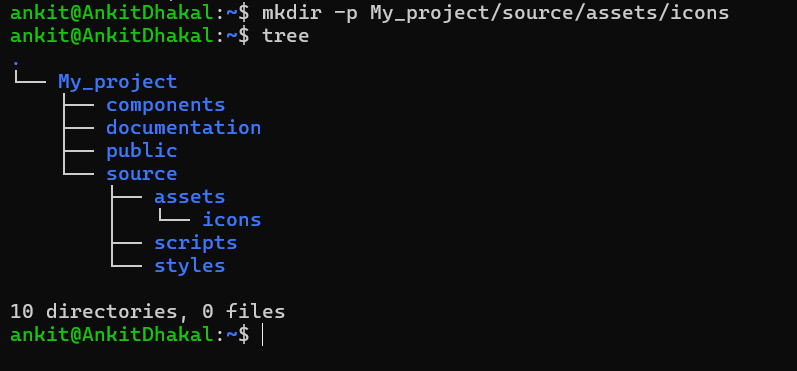 ankit@AnkitDhakal:~$ mkdir -p My_project/source/assets/icons
ankit@AnkitDhakal:~$ tree
.
└── My_project
    ├── components
    ├── documentation
    ├── public
    └── source
        ├── assets
        │   └── icons
        ├── scripts
        └── styles

10 directories, 0 files
ankit@AnkitDhakal:~$